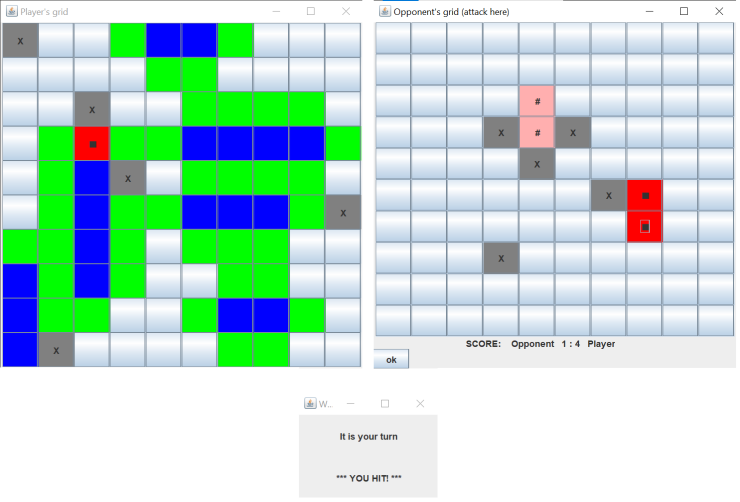 Player's grid
Opponent's grid (attack here)
X
X
X
X
X
#
X # X
X
X ■
■
X
SCORE: Opponent 1 : 4 Player
ok
W...
It is your turn
*** YOU HIT! ***